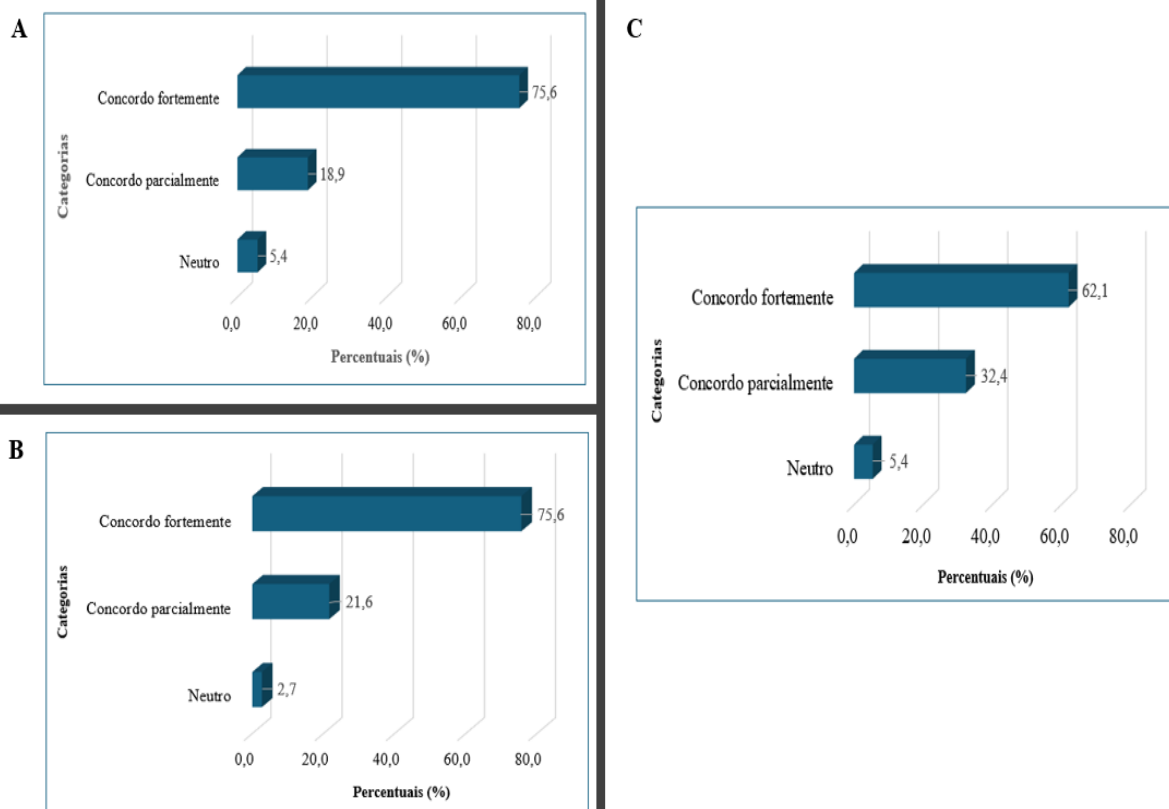 A
Categorias
Concordo fortemente
75,6
Concordo parcialmente
18,9
Neutro
5,4
0,0 20,0 40,0 60,0 80,0
Percentuais (%)
B
Categorias
Concordo fortemente
75,6
Concordo parcialmente
21,6
Neutro
2,7
0,0 20,0 40,0 60,0 80,0
Percentuais (%)
C
Categorias
Concordo fortemente
62,1
Concordo parcialmente
32,4
Neutro
5,4
0,0 20,0 40,0 60,0 80,0
Percentuais (%)